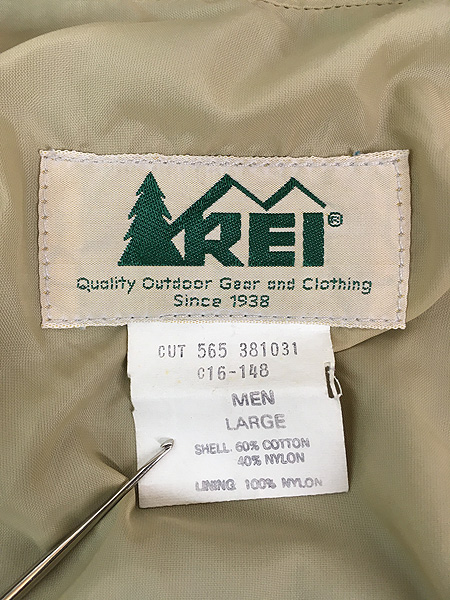 REI®
Quality Outdoor Gear and Clothing
Since 1938
CUT 565 381031
C16-148
MEN
LARGE
SHELL. 60% COTTON
40% NYLON
LINING. 100% NYLON